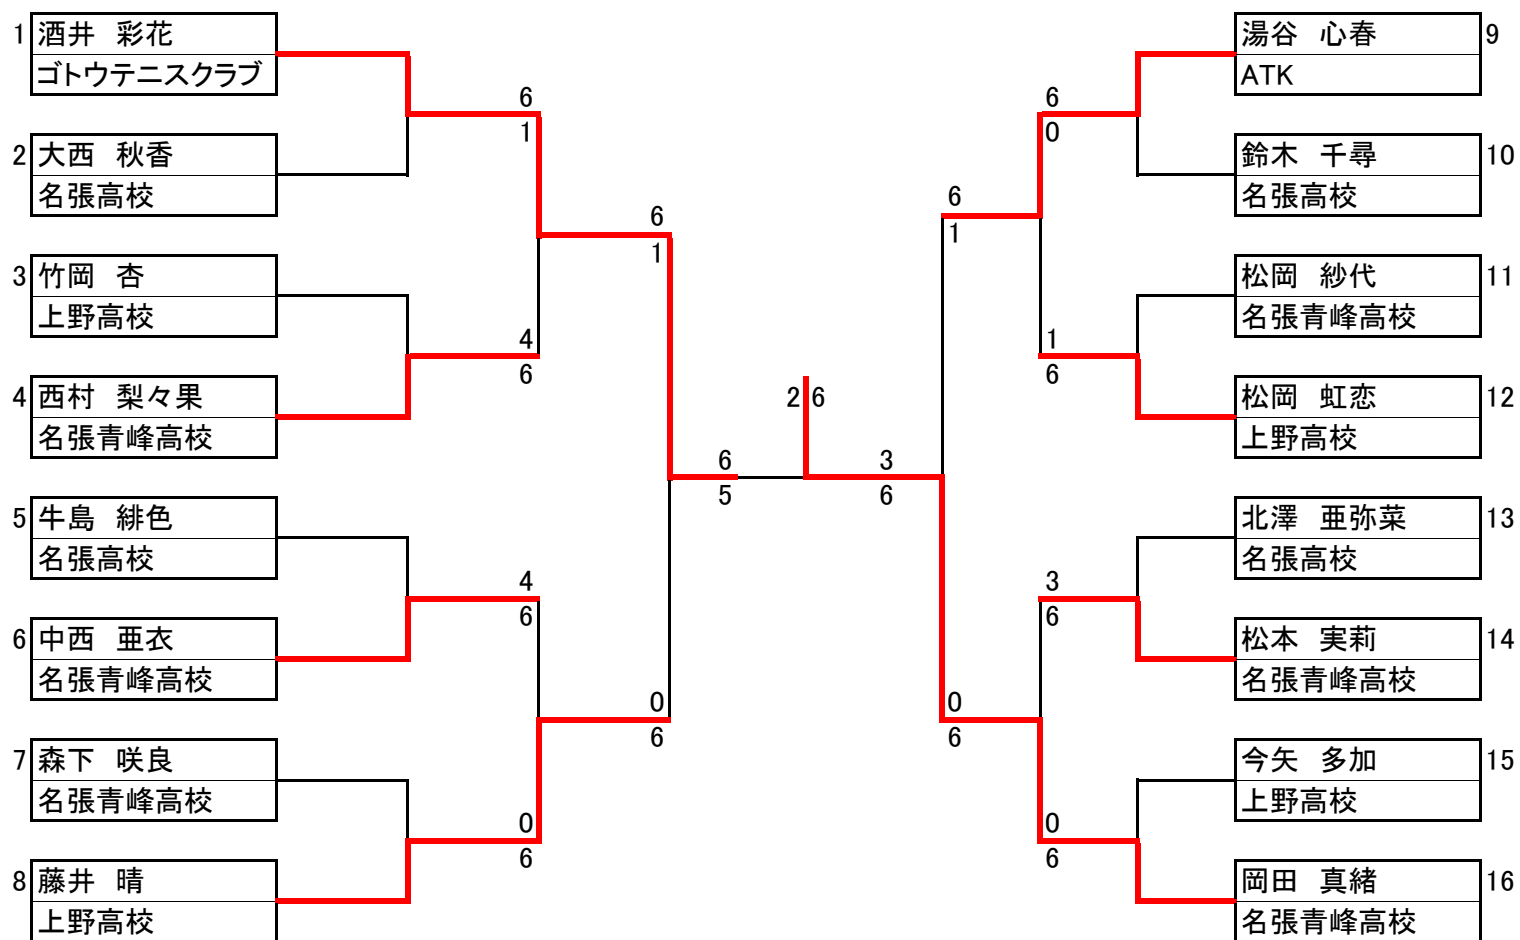 1 酒井 彩花
ゴトウテニスクラブ
2 大西 秋香
名張高校
3 竹岡 杏
上野高校
4 西村 梨々果
名張青峰高校
5 牛島 緋色
名張高校
6 中西 亜衣
名張青峰高校
7 森下 咲良
名張青峰高校
8 藤井 晴
上野高校
6
1
4
6
4
6
0
6
6
1
0
6
6
5
2 6
3
6
6
1
0
6
6
0
1
6
3
6
0
6
湯谷 心春 9
ATK
鈴木 千尋 10
名張高校
松岡 紗代 11
名張青峰高校
松岡 虹恋 12
上野高校
北澤 亜弥菜 13
名張高校
松本 実莉 14
名張青峰高校
今矢 多加 15
上野高校
岡田 真緒 16
名張青峰高校